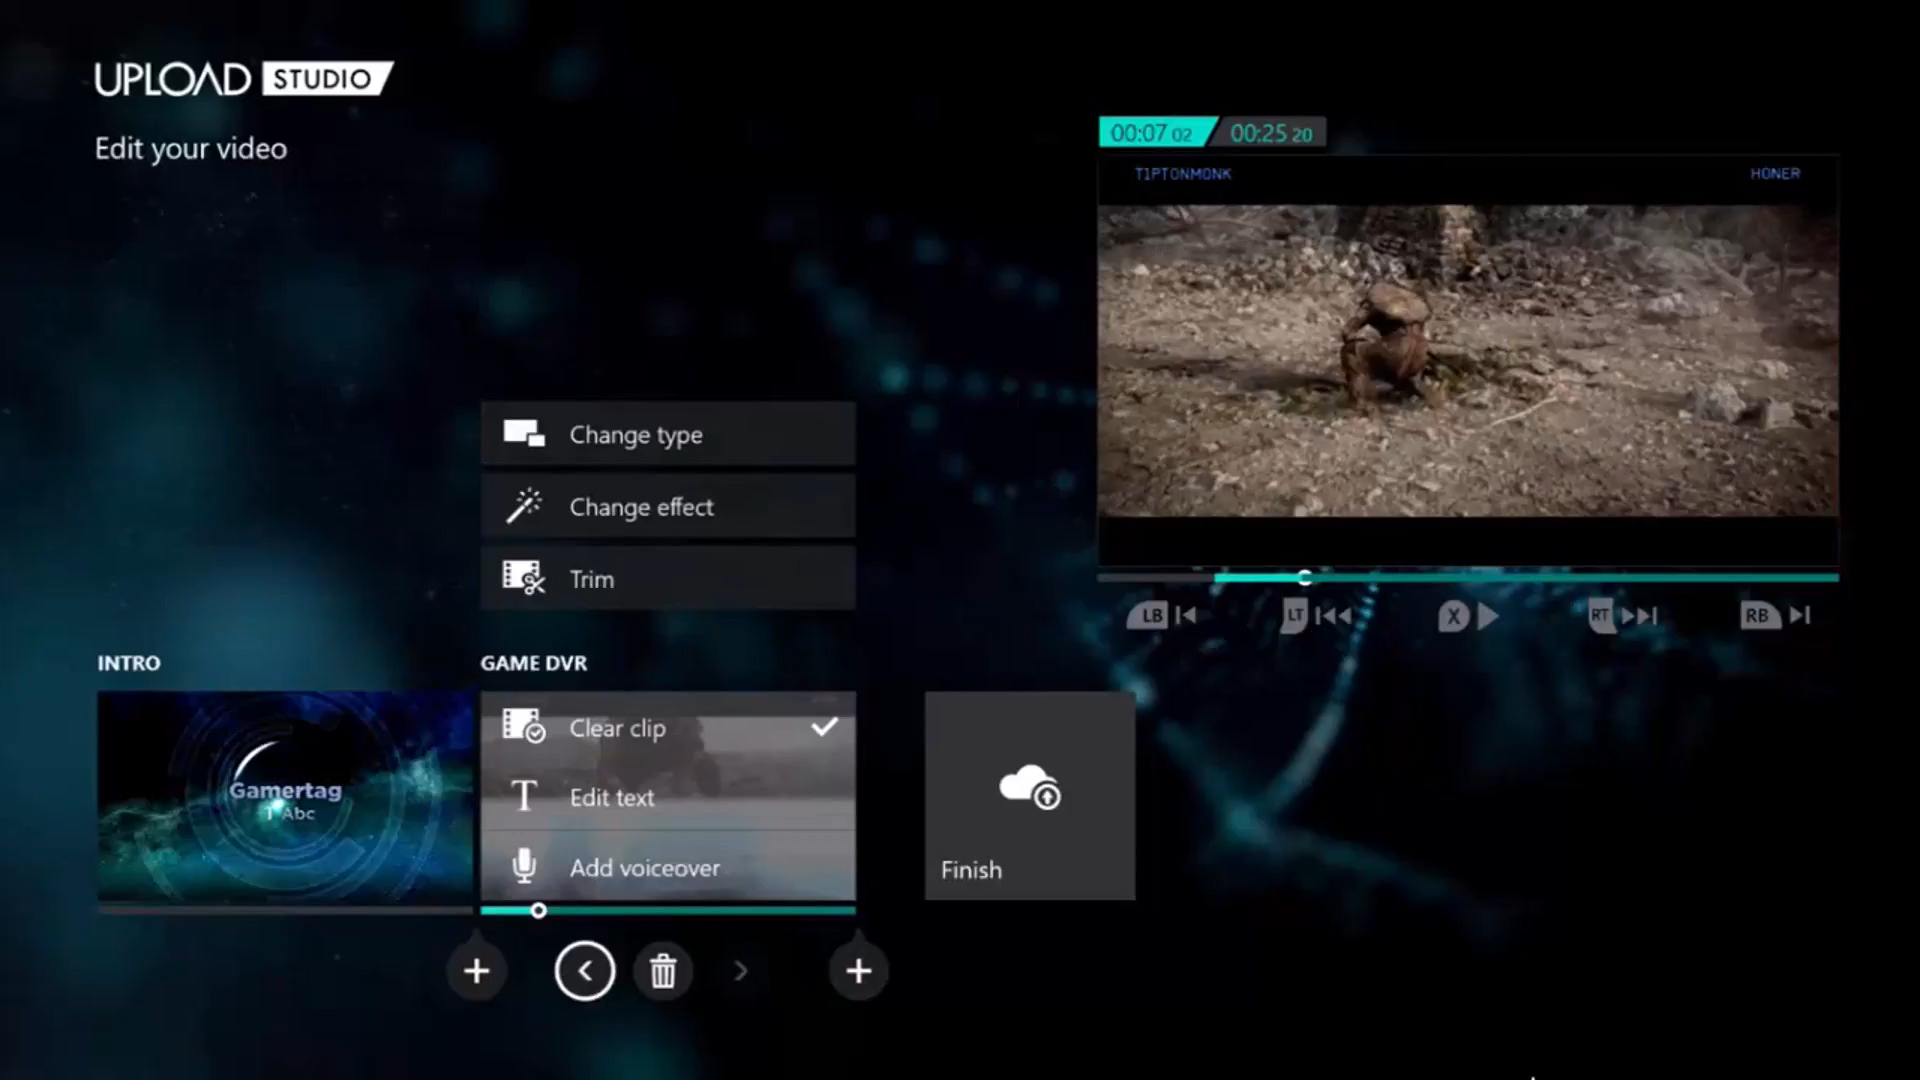 UPLOAD STUDIO
Edit your video
00:07 02 00:25 20
T1PTONMONK HONER
Change type
Change effect
Trim
LB LT X RT RB
INTRO
GAME DVR
Gamertag
Abc
Clear clip
Edit text
Add voiceover
Finish